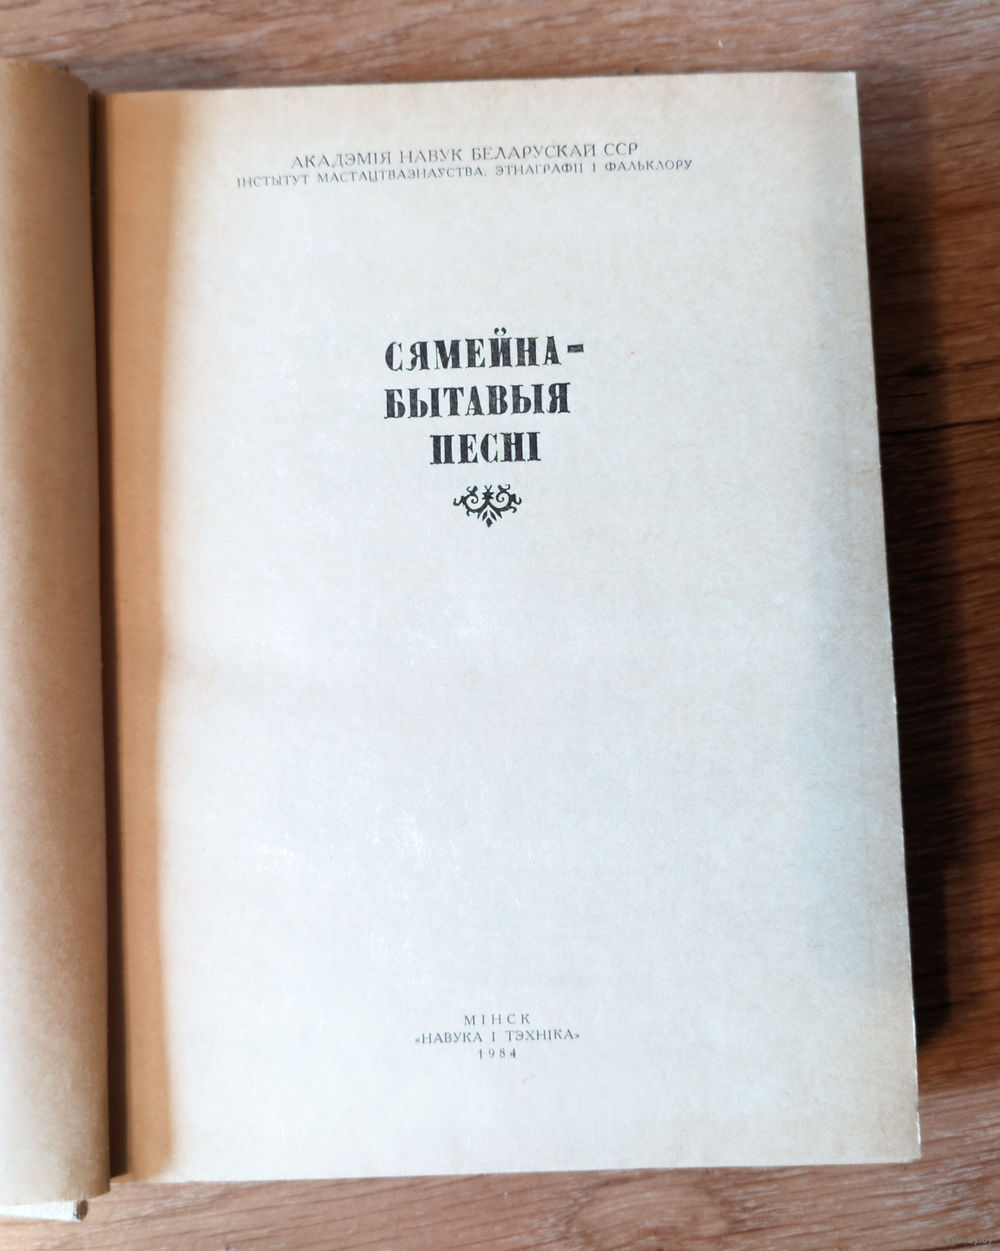 АКАДЭМІЯ НАВУК БЕЛАРУСКАЙ ССР
ІНСТЫТУТ МАСТАЦТВАЗНАЎСТВА, ЭТНАГРАФІІ І ФАЛЬКЛОРУ
СЯМЕЙНА-
БЫТАВЫЯ
ПЕСНІ
МІНСК
«НАВУКА І ТЭХНІКА»
1984